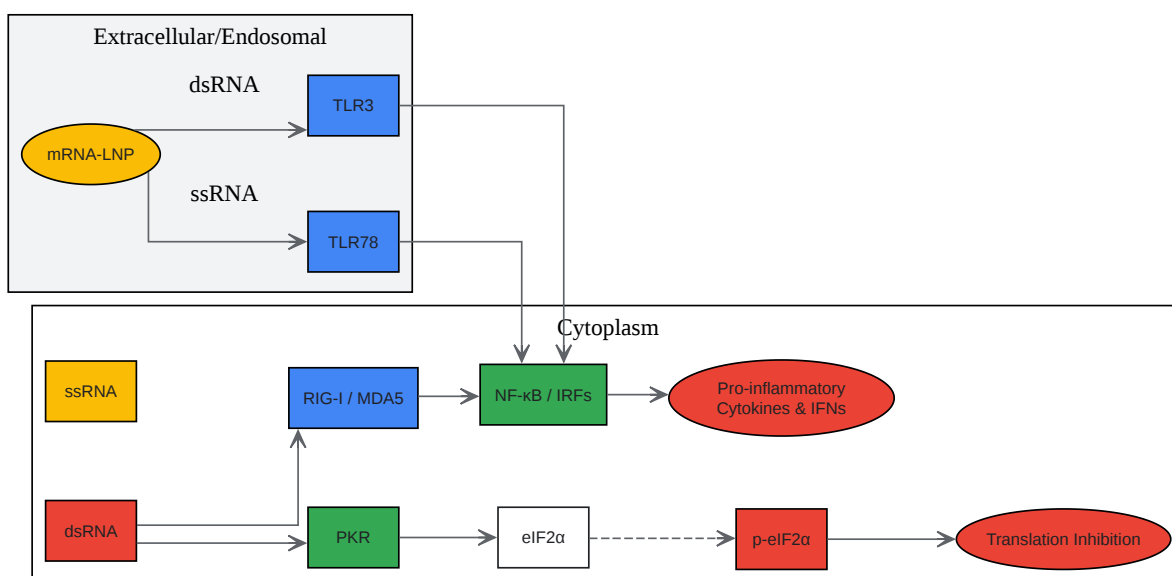 Extracellular/Endosomal
dsRNA
TLR3
mRNA-LNP
ssRNA
TLR78
Cytoplasm
ssRNA
RIG-I / MDA5
NF-κB / IRFs
Pro-inflammatory
Cytokines & IFNs
dsRNA
PKR
eIF2α
p-eIF2α
Translation Inhibition